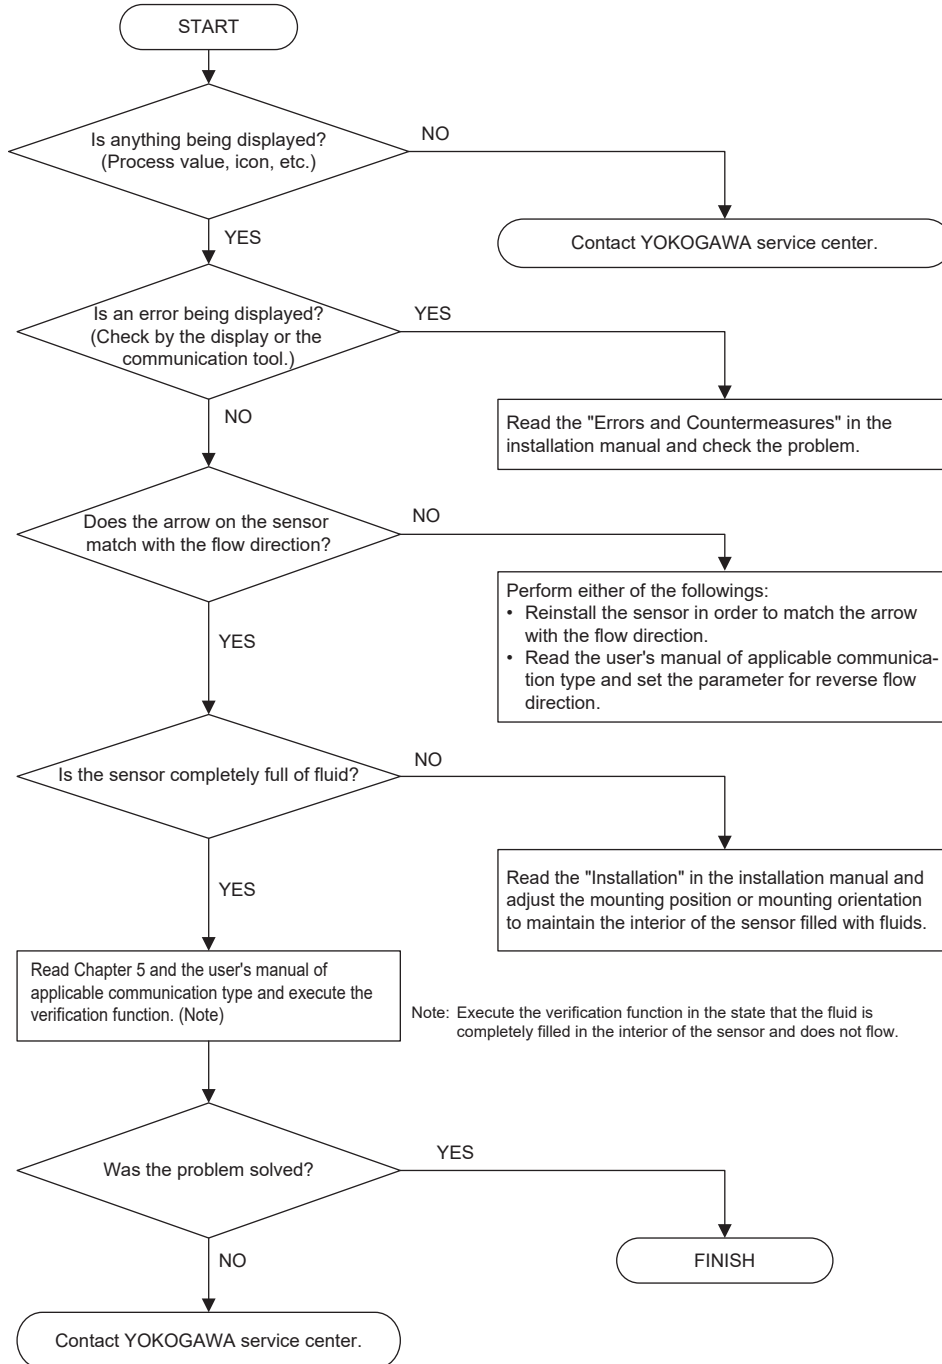 START
Is anything being displayed?
(Process value, icon, etc.)
NO
Contact YOKOGAWA service center.
YES
Is an error being displayed?
(Check by the display or the
communication tool.)
YES
Read the "Errors and Countermeasures" in the
installation manual and check the problem.
NO
Does the arrow on the sensor
match with the flow direction?
NO
Perform either of the followings:
• Reinstall the sensor in order to match the arrow
with the flow direction.
• Read the user's manual of applicable communica-
tion type and set the parameter for reverse flow
direction.
YES
Is the sensor completely full of fluid?
NO
Read the "Installation" in the installation manual and
adjust the mounting position or mounting orientation
to maintain the interior of the sensor filled with fluids.
YES
Read Chapter 5 and the user's manual of
applicable communication type and execute the
verification function. (Note)
Note: Execute the verification function in the state that the fluid is
completely filled in the interior of the sensor and does not flow.
Was the problem solved?
YES
FINISH
NO
Contact YOKOGAWA service center.